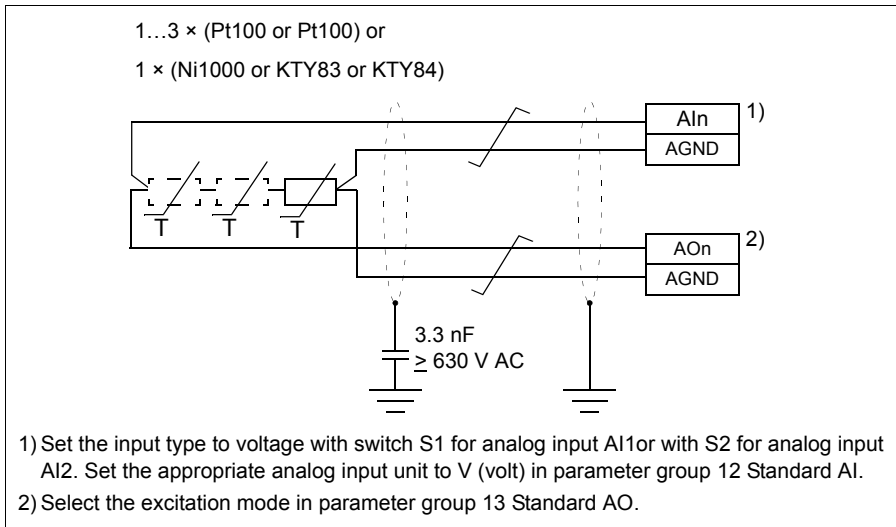 1…3 × (Pt100 or Pt100) or
1 × (Ni1000 or KTY83 or KTY84)
AIn 1)
AGND
T T T
AOn 2)
AGND
3.3 nF
≥ 630 V AC
1) Set the input type to voltage with switch S1 for analog input AI1or with S2 for analog input
AI2. Set the appropriate analog input unit to V (volt) in parameter group 12 Standard AI.
2) Select the excitation mode in parameter group 13 Standard AO.